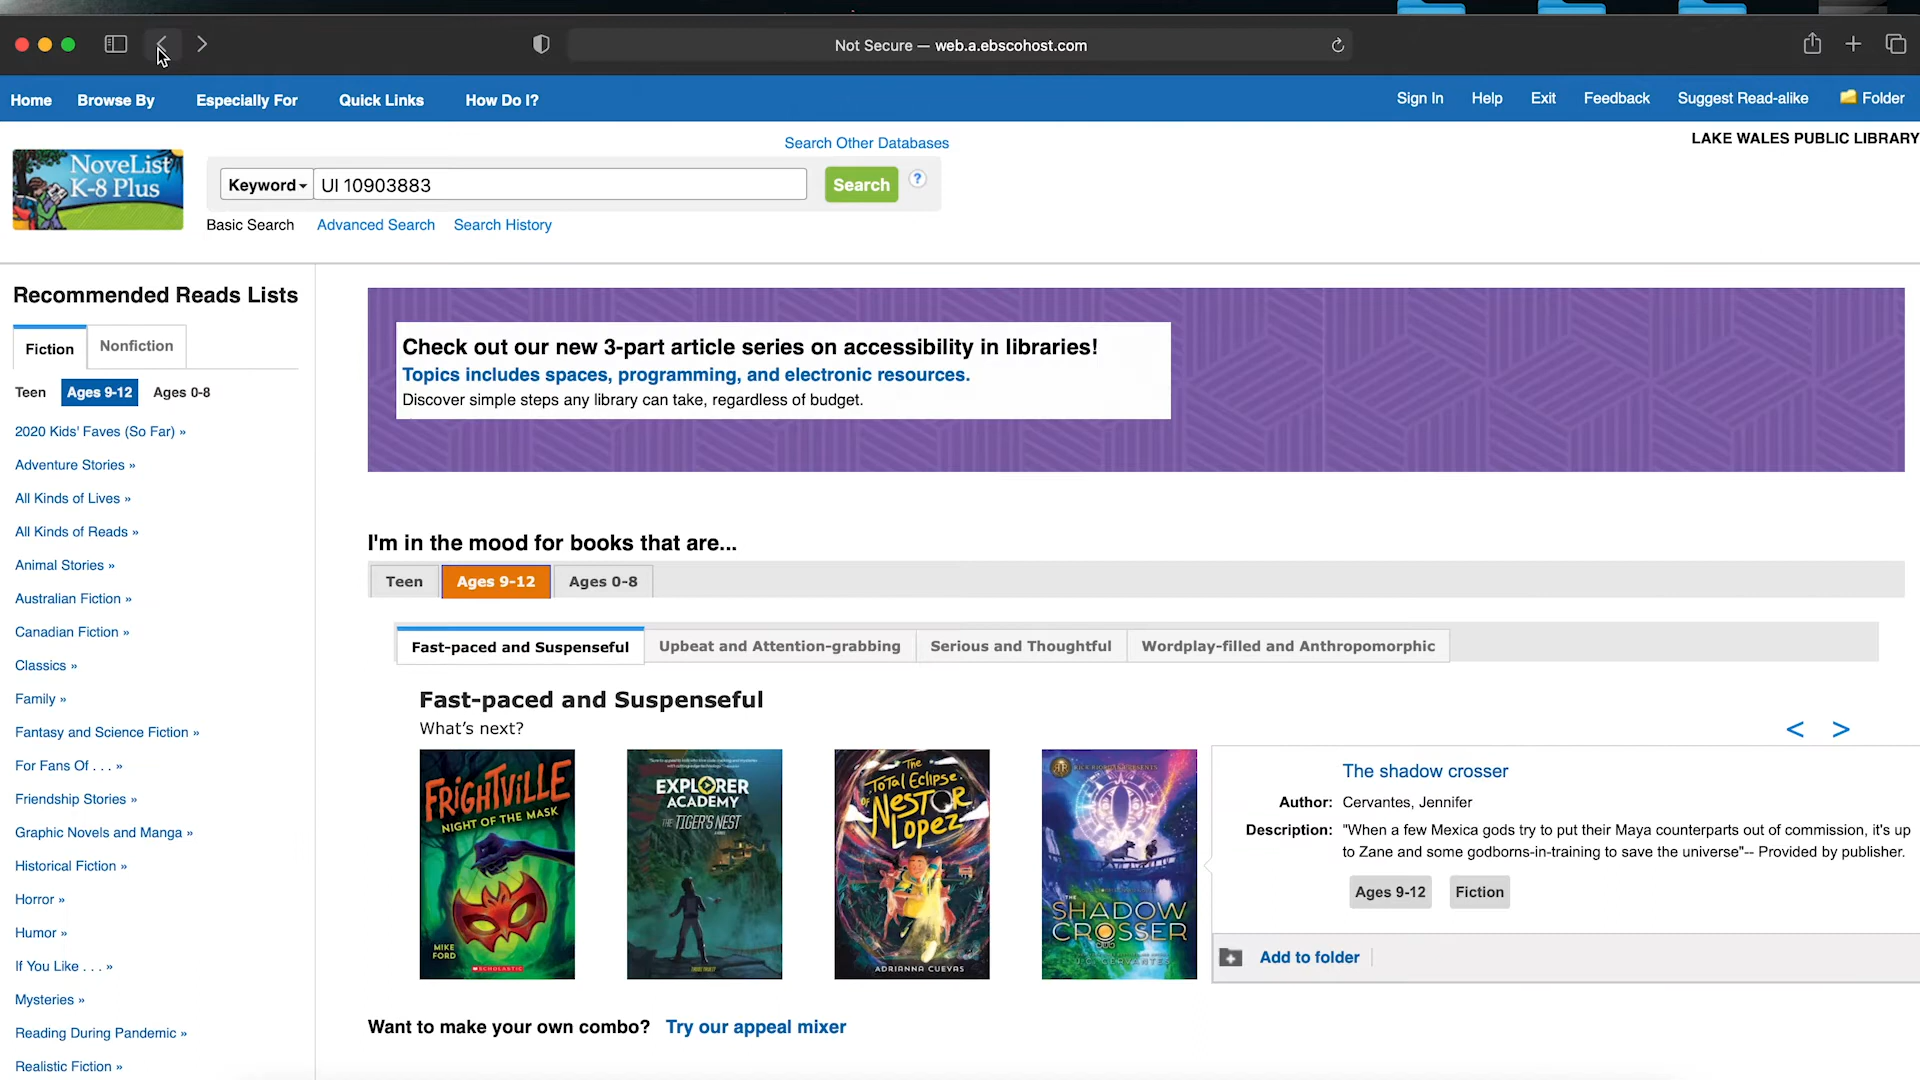 Not Secure — web.a.ebscohost.com
Home Browse By Especially For Quick Links How Do I? Sign In Help Exit Feedback Suggest Read-alike Folder
LAKE WALES PUBLIC LIBRARY
Search Other Databases
NoveList
K-8 Plus
Keyword UI 10903883 Search ?
Basic Search Advanced Search Search History
Recommended Reads Lists
Fiction Nonfiction
Teen Ages 9-12 Ages 0-8
2020 Kids' Faves (So Far) »
Adventure Stories »
All Kinds of Lives »
All Kinds of Reads »
Animal Stories »
Australian Fiction »
Canadian Fiction »
Classics »
Family »
Fantasy and Science Fiction »
For Fans Of . . . »
Friendship Stories »
Graphic Novels and Manga »
Historical Fiction »
Horror »
Humor »
If You Like . . . »
Mysteries »
Reading During Pandemic »
Realistic Fiction »
Check out our new 3-part article series on accessibility in libraries!
Topics includes spaces, programming, and electronic resources.
Discover simple steps any library can take, regardless of budget.
I'm in the mood for books that are...
Teen Ages 9-12 Ages 0-8
Fast-paced and Suspenseful Upbeat and Attention-grabbing Serious and Thoughtful Wordplay-filled and Anthropomorphic
Fast-paced and Suspenseful
What's next?
< >
FRIGHTVILLE
NIGHT OF THE MASK
MIKE
FORD
SCHOLASTIC
EXPLORER
ACADEMY
THE TIGER'S NEST
The
Total Eclipse
of
NESTOR
LOPEZ
ADRIANNA CUEVAS
RICK RIORDAN PRESENTS
THE
SHADOW
CROSSER
J.C. CERVANTES
The shadow crosser
Author: Cervantes, Jennifer
Description: "When a few Mexica gods try to put their Maya counterparts out of commission, it's up
to Zane and some godborns-in-training to save the universe"-- Provided by publisher.
Ages 9-12 Fiction
Add to folder
Want to make your own combo? Try our appeal mixer